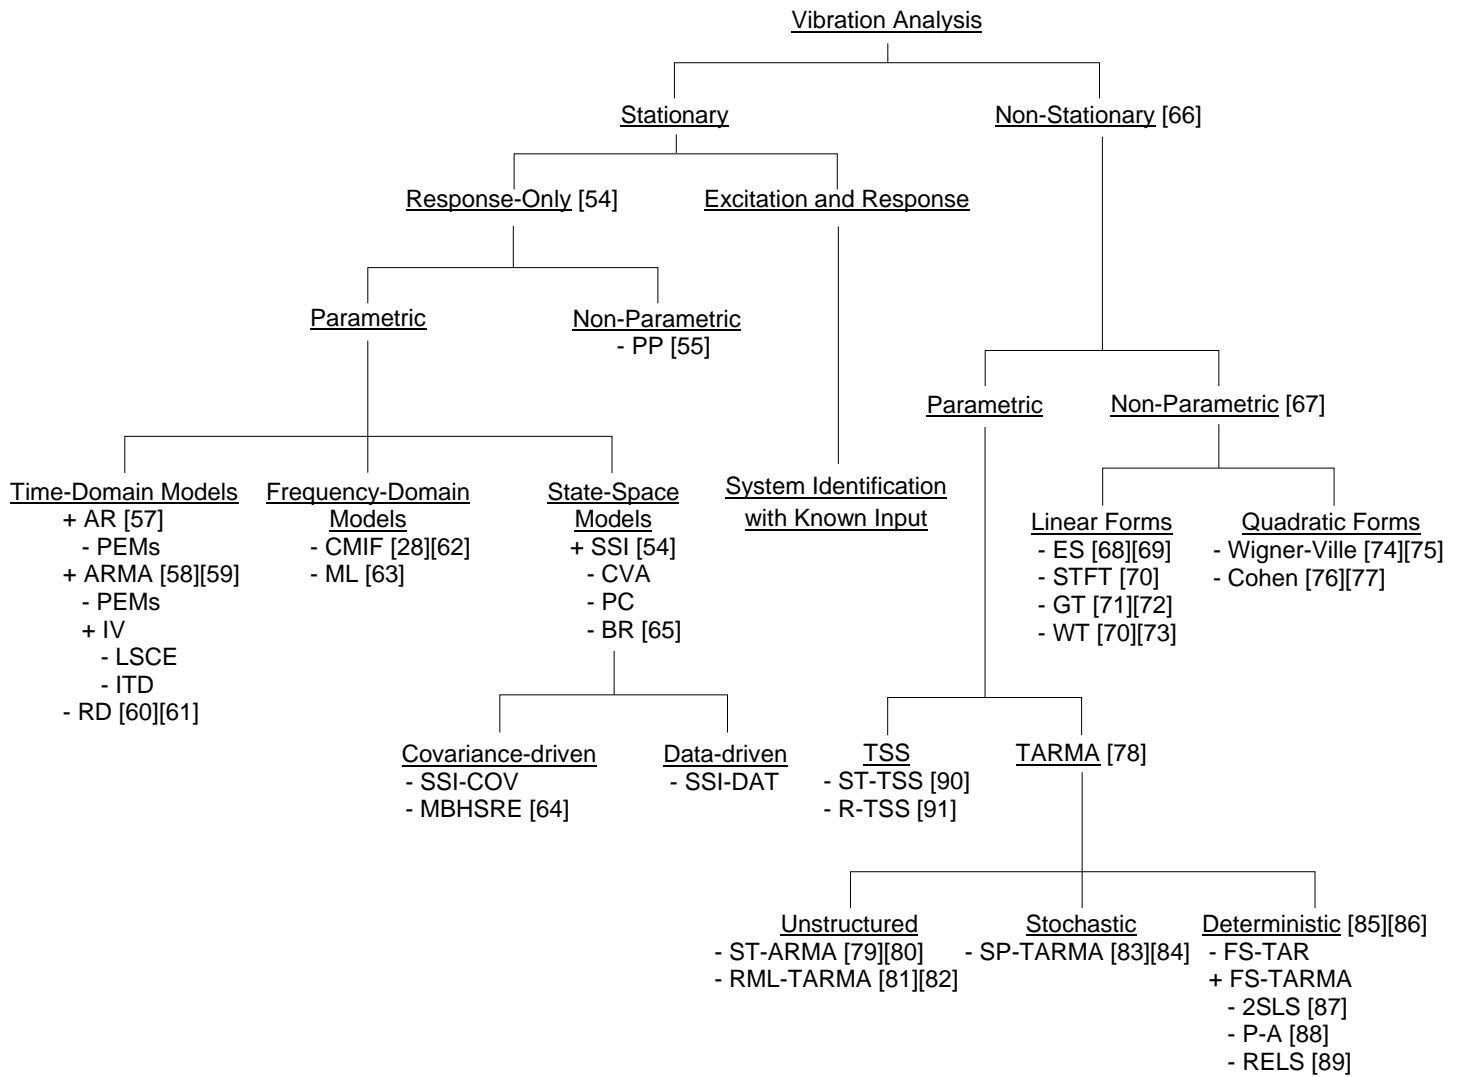 Vibration Analysis
Stationary
Non-Stationary [66]
Response-Only [54]
Excitation and Response
Parametric
Non-Parametric
- PP [55]
Parametric
Non-Parametric [67]
Time-Domain Models
+ AR [57]
- PEMs
+ ARMA [58][59]
- PEMs
+ IV
- LSCE
- ITD
- RD [60][61]
Frequency-Domain
Models
- CMIF [28][62]
- ML [63]
State-Space
Models
+ SSI [54]
- CVA
- PC
- BR [65]
System Identification
with Known Input
Linear Forms
- ES [68][69]
- STFT [70]
- GT [71][72]
- WT [70][73]
Quadratic Forms
- Wigner-Ville [74][75]
- Cohen [76][77]
Covariance-driven
- SSI-COV
- MBHSRE [64]
Data-driven
- SSI-DAT
TSS
- ST-TSS [90]
- R-TSS [91]
TARMA [78]
Unstructured
- ST-ARMA [79][80]
- RML-TARMA [81][82]
Stochastic
- SP-TARMA [83][84]
Deterministic [85][86]
- FS-TAR
+ FS-TARMA
- 2SLS [87]
- P-A [88]
- RELS [89]